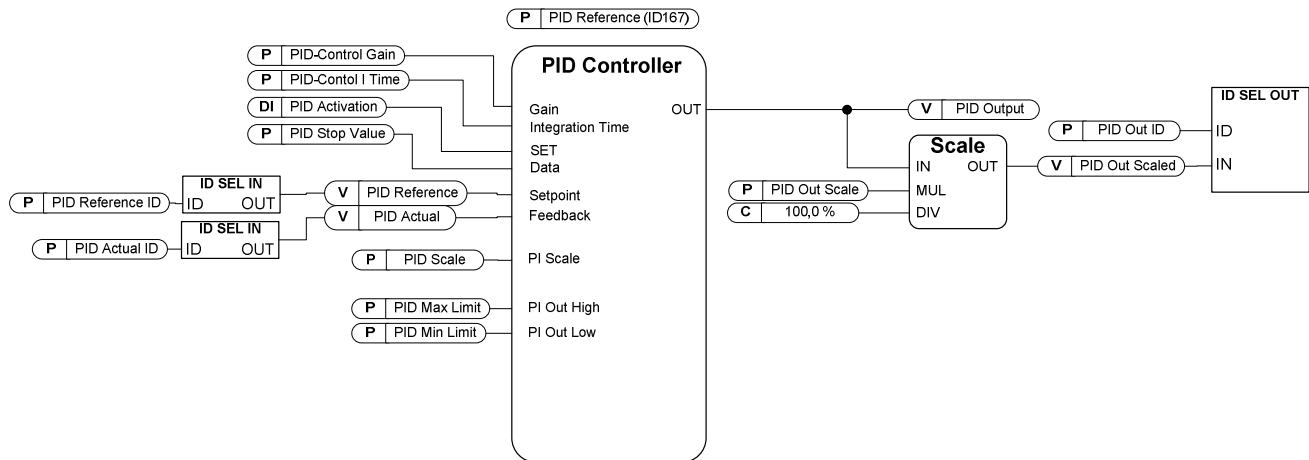 P PID Reference (ID167)
PID Controller
P PID-Control Gain
P PID-Contol I Time
DI PID Activation
P PID Stop Value
Gain
Integration Time
SET
Data
Setpoint
Feedback
PI Scale
PI Out High
PI Out Low
OUT
P PID Reference ID
ID SEL IN
ID OUT
V PID Reference
P PID Actual ID
ID SEL IN
ID OUT
V PID Actual
P PID Scale
P PID Max Limit
P PID Min Limit
V PID Output
Scale
IN OUT
MUL
DIV
P PID Out Scale
C 100,0 %
V PID Out Scaled
P PID Out ID
ID SEL OUT
ID
IN